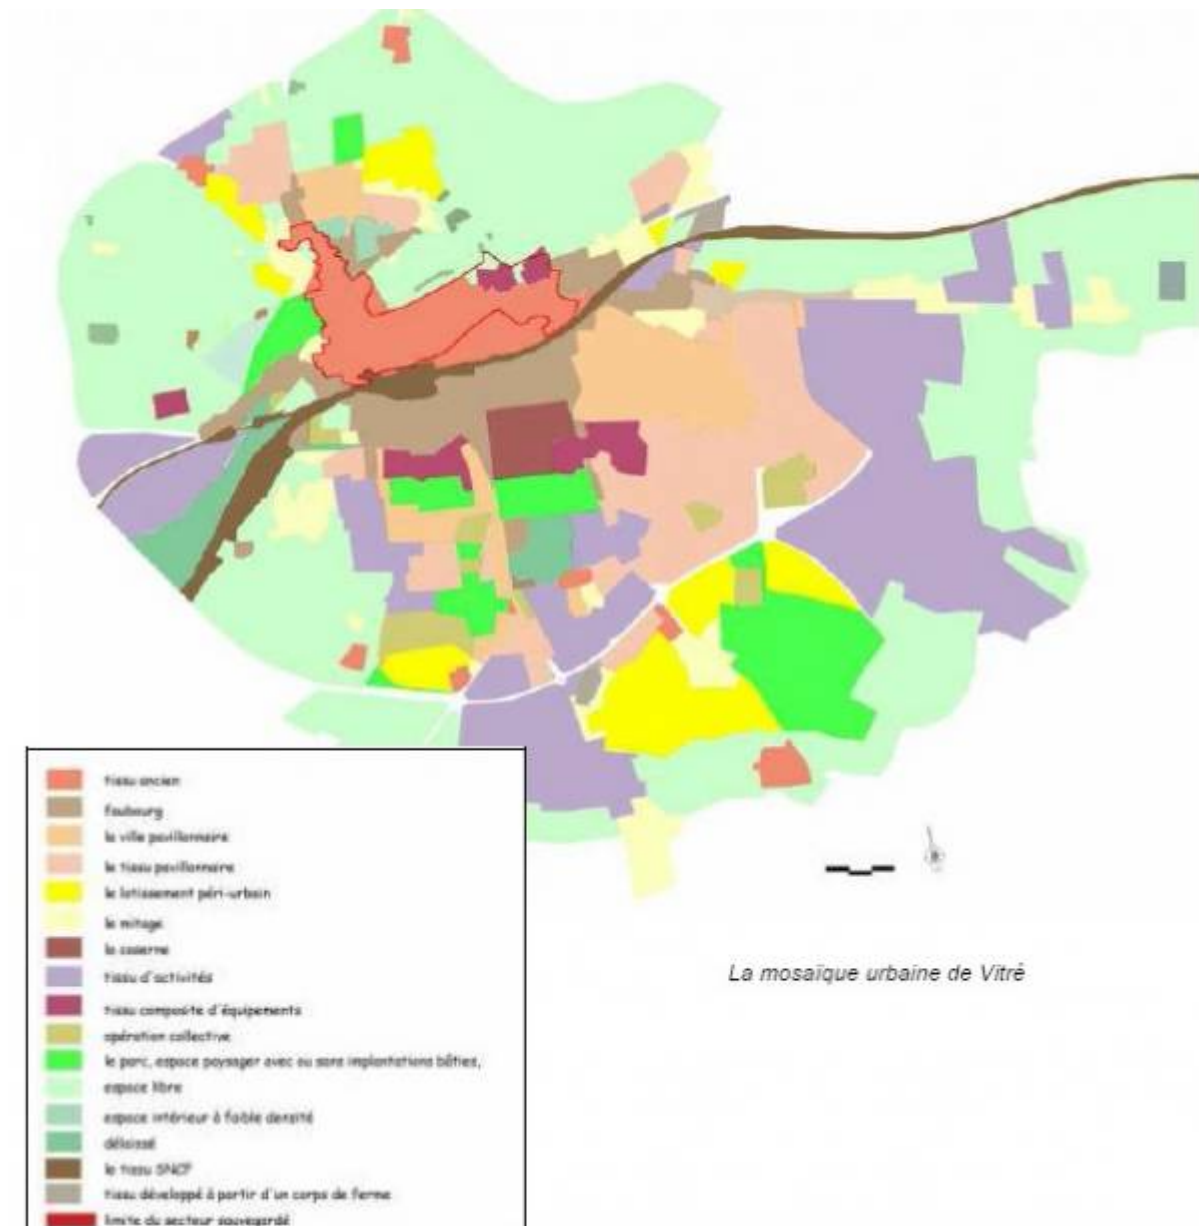 La mosaïque urbaine de Vitré
tissu ancien
faubourg
la ville pavillonnaire
le tissu pavillonnaire
le lotissement péri-urbain
le mitage
la caserne
tissu d'activités
tissu composite d'équipements
opération collective
le parc, espace paysager avec ou sans implantations bâties,
espace libre
espace intérieur à faible densité
délaissé
le tissu SNCF
tissu développé à partir d'un corps de ferme
limite du secteur sauvegardé